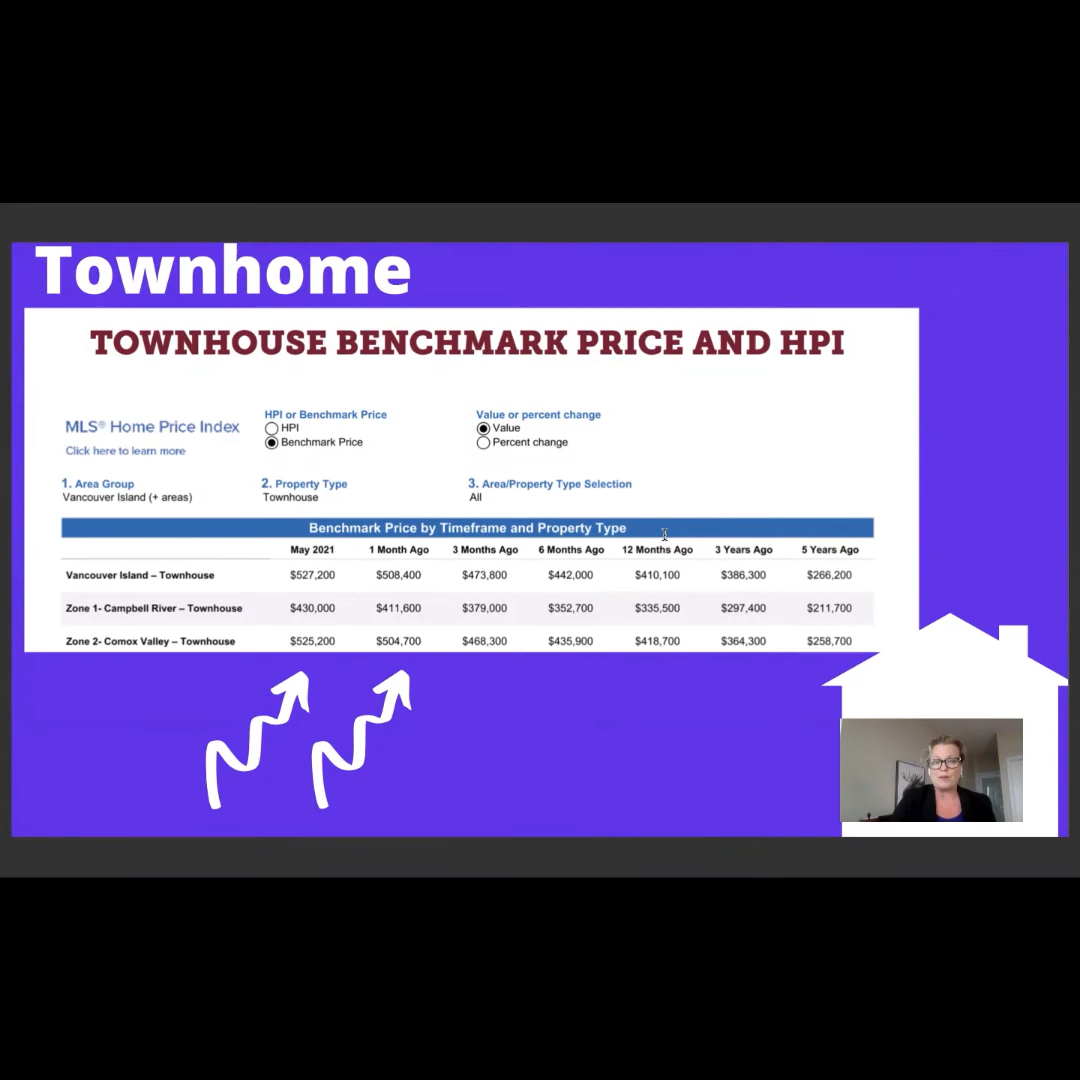 Townhome
TOWNHOUSE BENCHMARK PRICE AND HPI
MLS® Home Price Index
Click here to learn more
HPI or Benchmark Price
HPI
Benchmark Price
Value or percent change
Value
Percent change
1. Area Group
Vancouver Island (+ areas)
2. Property Type
Townhouse
3. Area/Property Type Selection
All
Benchmark Price by Timeframe and Property Type
May 2021 1 Month Ago 3 Months Ago 6 Months Ago 12 Months Ago 3 Years Ago 5 Years Ago
Vancouver Island – Townhouse $527,200 $508,400 $473,800 $442,000 $410,100 $386,300 $266,200
Zone 1- Campbell River – Townhouse $430,000 $411,600 $379,000 $352,700 $335,500 $297,400 $211,700
Zone 2- Comox Valley – Townhouse $525,200 $504,700 $468,300 $435,900 $418,700 $364,300 $258,700